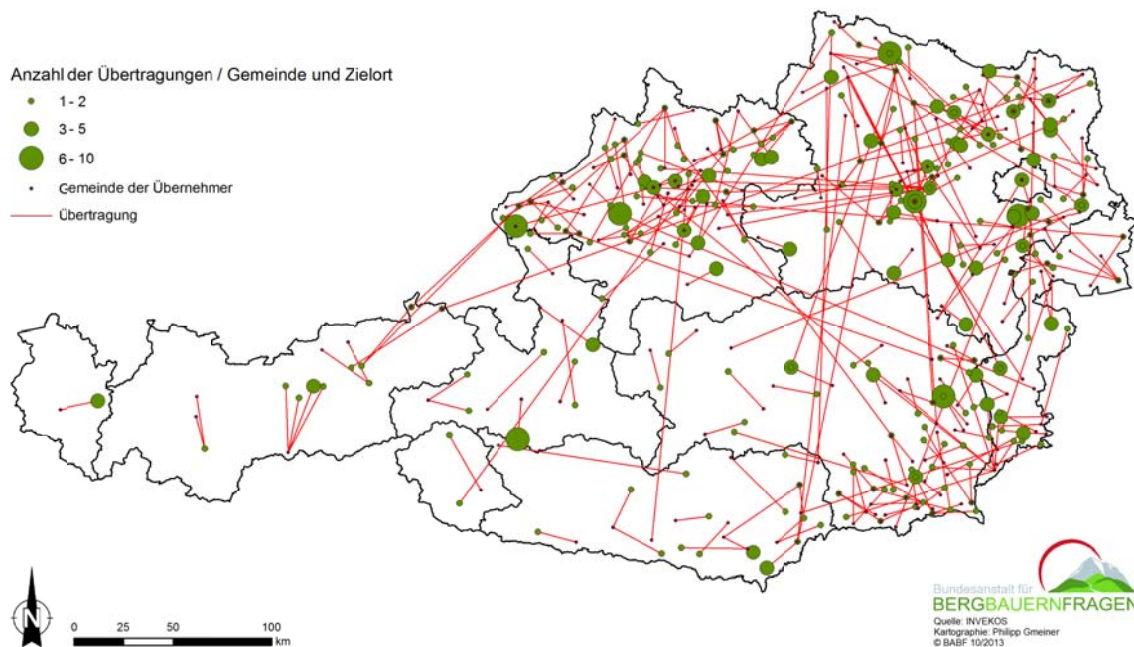 Anzahl der Übertragungen / Gemeinde und Zielort
1 - 2
3 - 5
6 - 10
Gemeinde der Übernehmer
Übertragung
N
0 25 50 100
km
Bundesanstalt für
BERGBAUERNFRAGEN
Quelle: INVEKOS
Kartographie: Philipp Gmeiner
© BABF 10/2013